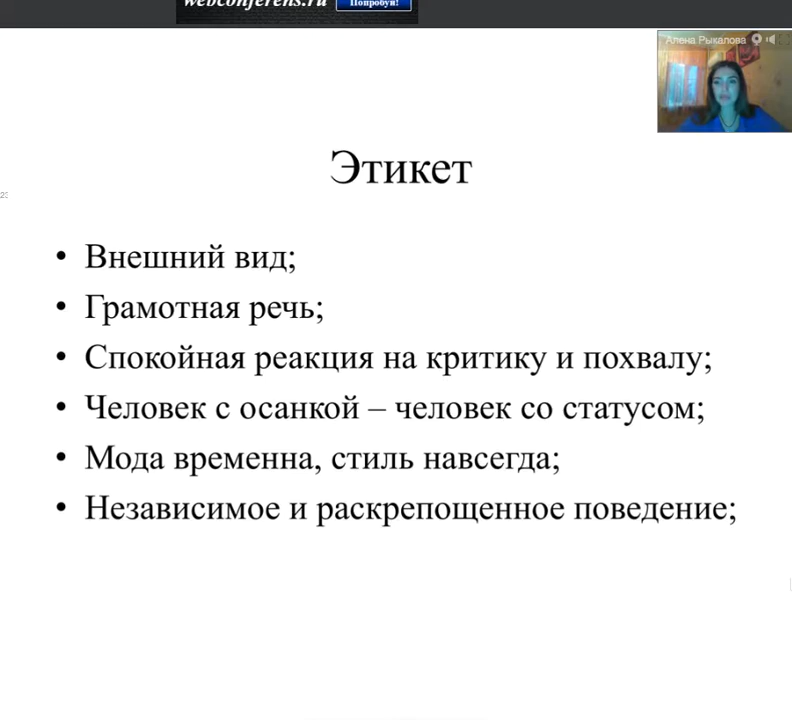 webconferens.ru
Попробуй!
Алена Рыкалова
Этикет
• Внешний вид;
• Грамотная речь;
• Спокойная реакция на критику и похвалу;
• Человек с осанкой – человек со статусом;
• Мода временна, стиль навсегда;
• Независимое и раскрепощенное поведение;